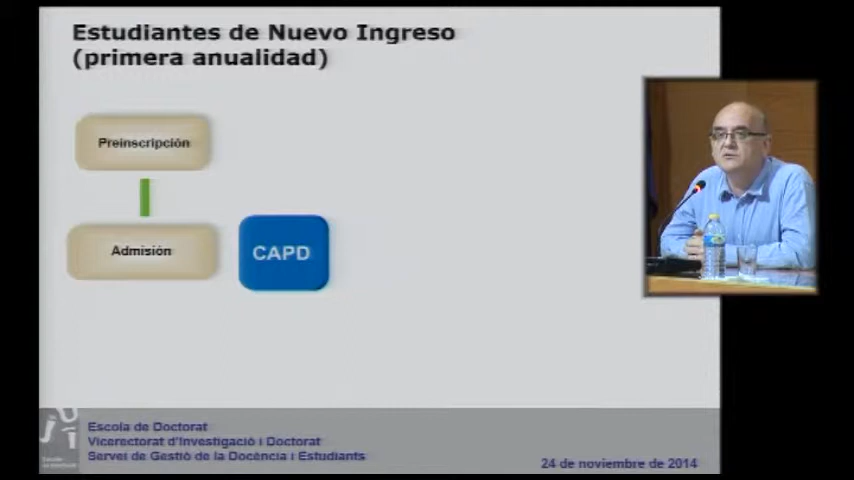 Estudiantes de Nuevo Ingreso
(primera anualidad)
Preinscripción
Admisión
CAPD
Escola de Doctorat
Vicerectorat d'Investigació i Doctorat
Servei de Gestió de la Docència i Estudiants
24 de noviembre de 2014